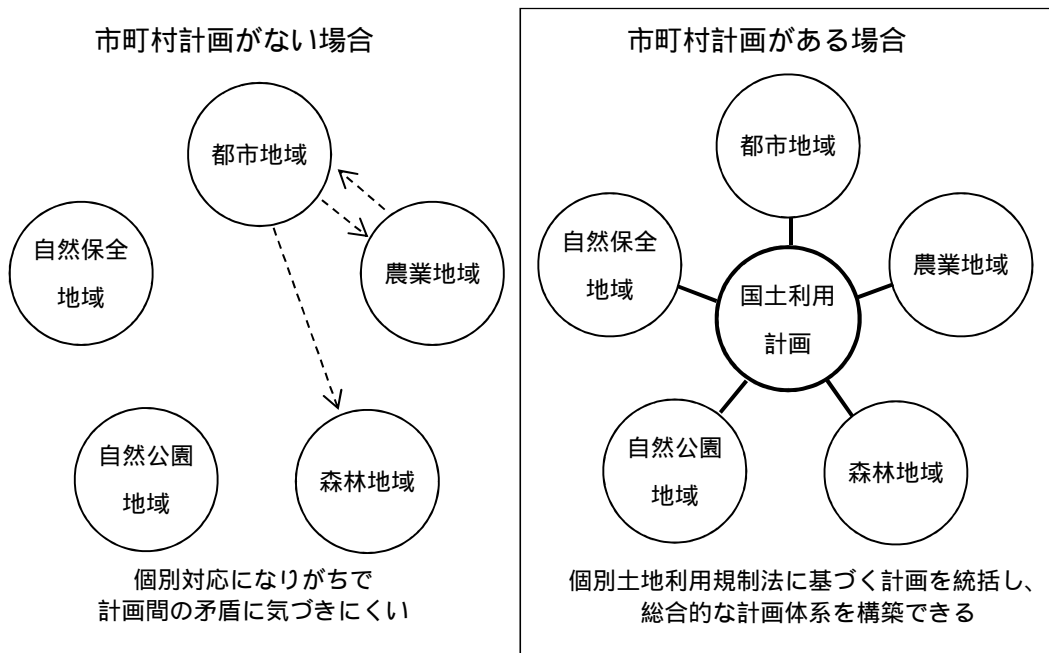 市町村計画がない場合
都市地域
自然保全
地域
農業地域
自然公園
地域
森林地域
個別対応になりがちで
計画間の矛盾に気づきにくい
市町村計画がある場合
都市地域
自然保全
地域
農業地域
国土利用
計画
自然公園
地域
森林地域
個別土地利用規制法に基づく計画を統括し、
総合的な計画体系を構築できる